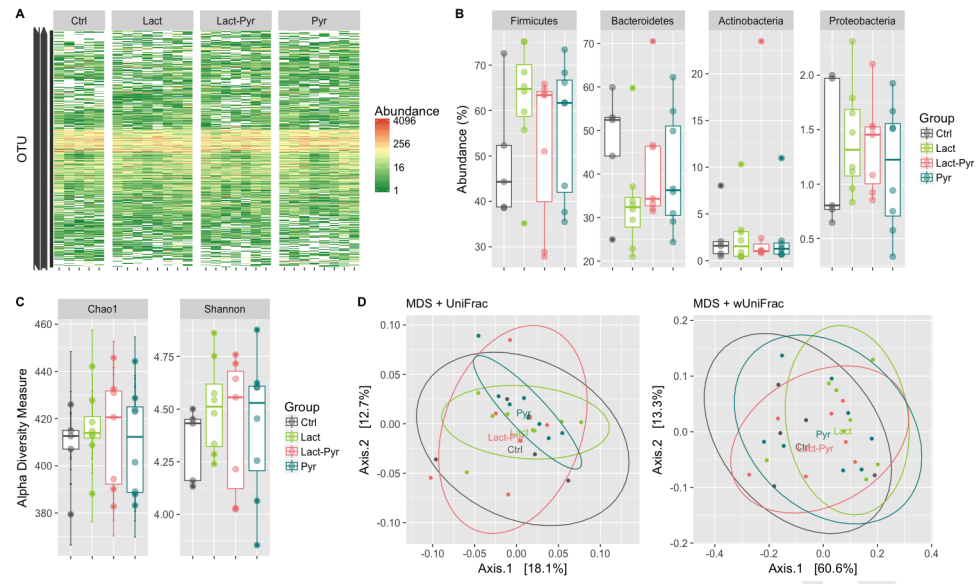 A
Ctrl
Lact
Lact-Pyr
Pyr
OTU
Abundance
4096
256
16
1
B
Firmicutes
Bacteroidetes
Actinobacteria
Proteobacteria
Abundance (%)
70
60
50
40
30
70
60
50
40
30
20
25
20
15
10
5
0
2.0
1.5
1.0
0.5
Group
Ctrl
Lact
Lact-Pyr
Pyr
C
Chao1
Shannon
Alpha Diversity Measure
460
440
420
400
380
4.75
4.50
4.25
4.00
Group
Ctrl
Lact
Lact-Pyr
Pyr
D
MDS + UniFrac
Axis.2 [12.7%]
0.10
0.05
0.00
-0.05
-0.10
Pyr
Lact
Lact-Pyr
Ctrl
-0.10
-0.05
0.00
0.05
0.10
Axis.1 [18.1%]
MDS + wUniFrac
Axis.2 [13.3%]
0.2
0.1
0.0
-0.1
-0.2
Lact
Pyr
Ctrl
Lact-Pyr
-0.4
-0.2
0.0
0.2
0.4
Axis.1 [60.6%]